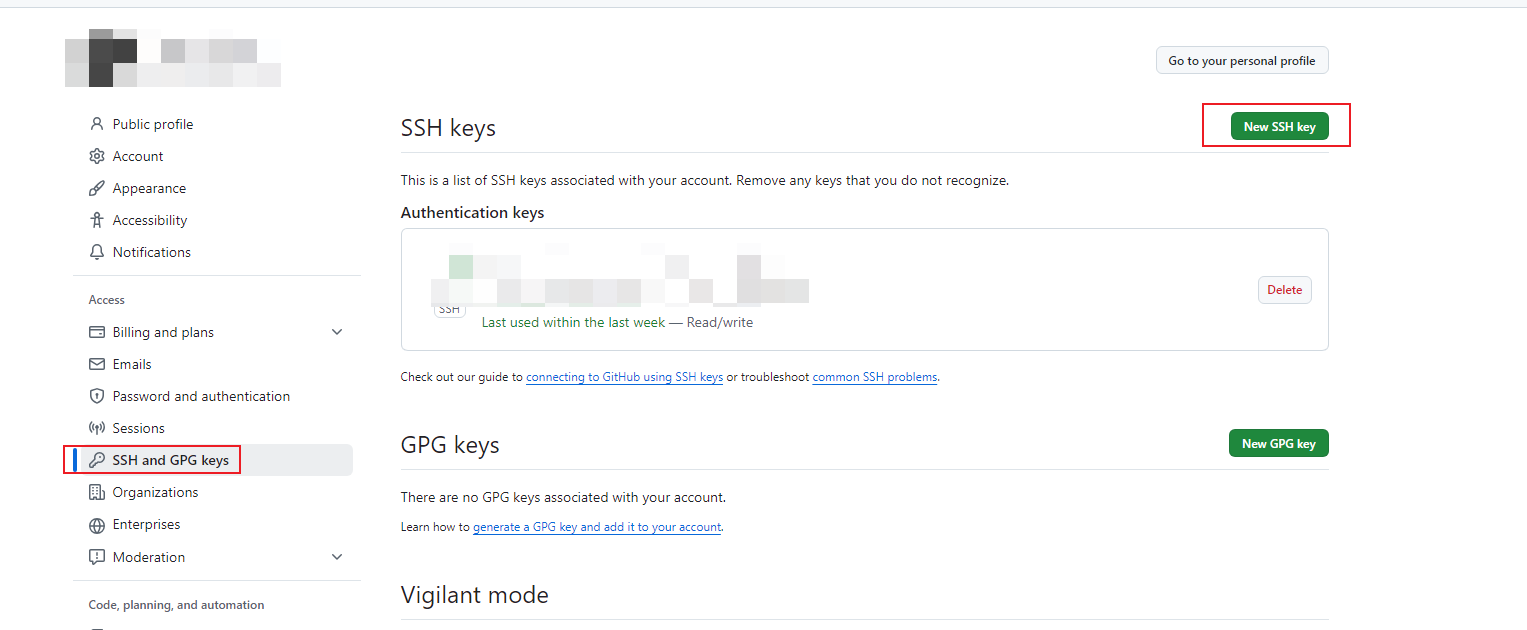 Go to your personal profile
Public profile
Account
Appearance
Accessibility
Notifications
Access
Billing and plans
Emails
Password and authentication
Sessions
SSH and GPG keys
Organizations
Enterprises
Moderation
Code, planning, and automation
SSH keys
New SSH key
This is a list of SSH keys associated with your account. Remove any keys that you do not recognize.
Authentication keys
SSH
Delete
Last used within the last week — Read/write
Check out our guide to connecting to GitHub using SSH keys or troubleshoot common SSH problems.
GPG keys
New GPG key
There are no GPG keys associated with your account.
Learn how to generate a GPG key and add it to your account.
Vigilant mode